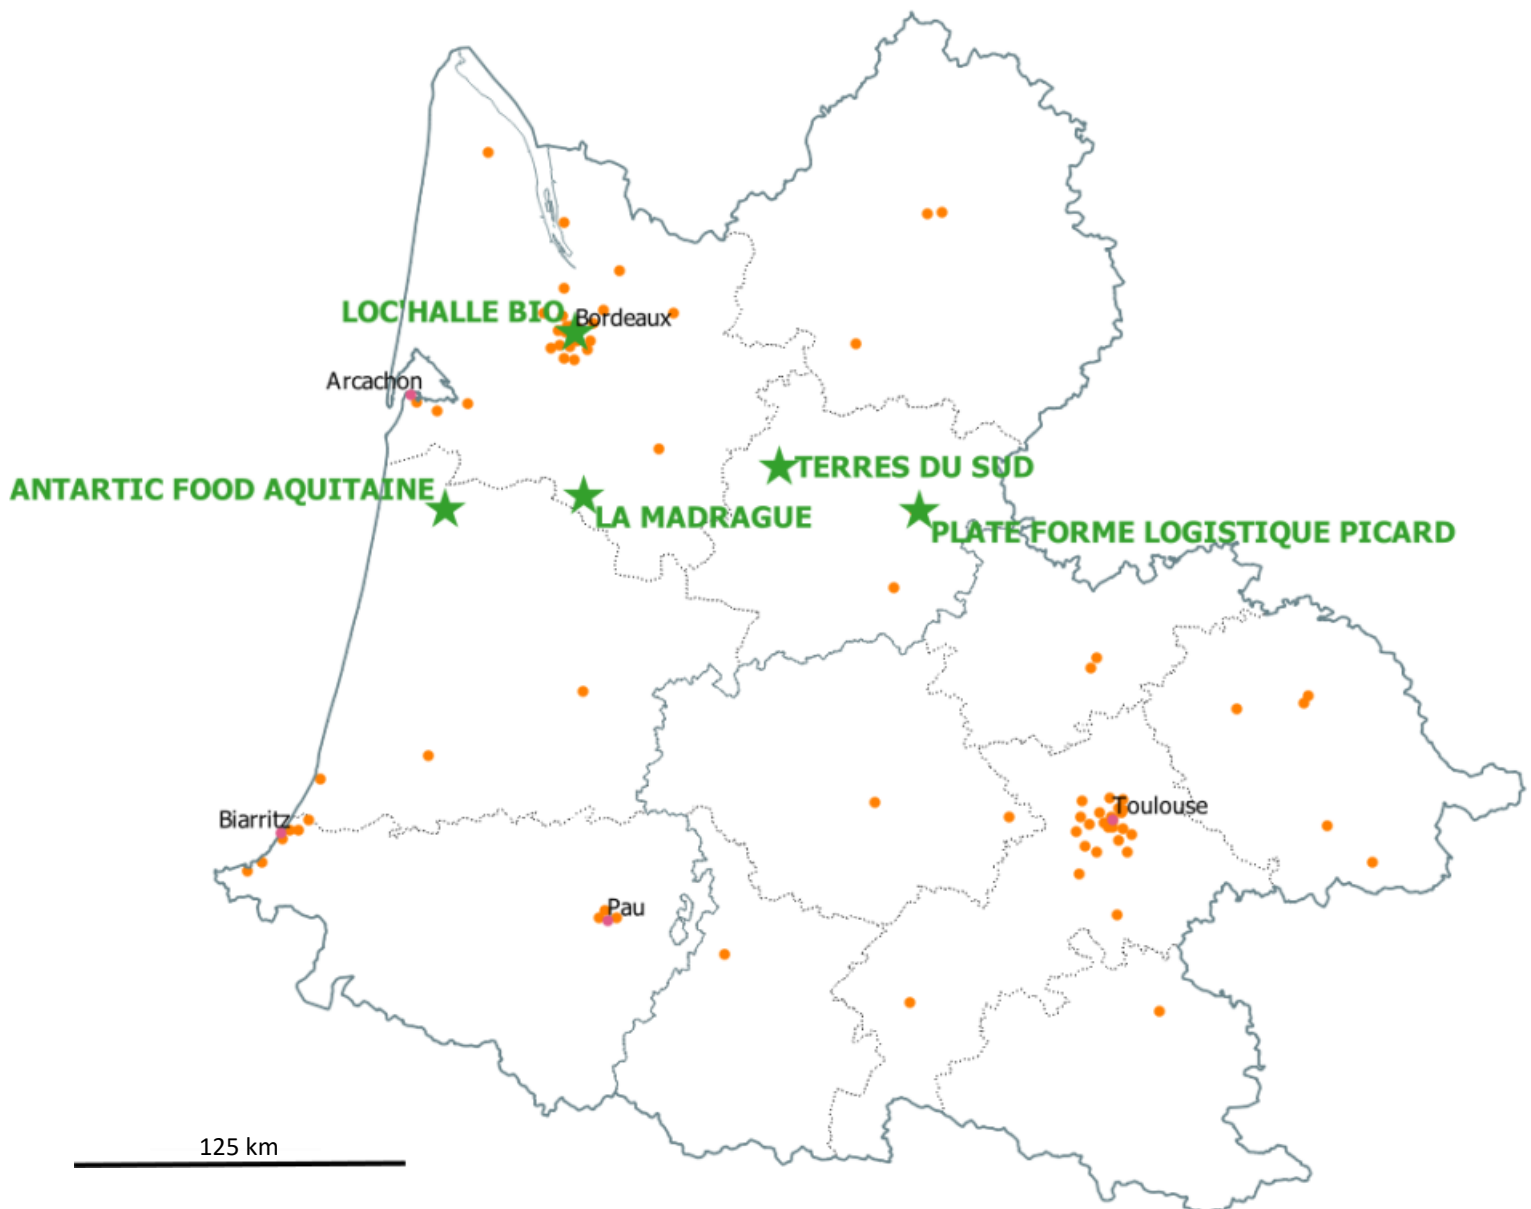 LOC'HALLE BIO
Bordeaux
Arcachon
TERRES DU SUD
ANTARTIC FOOD AQUITAINE
LA MADRAGUE
PLATE FORME LOGISTIQUE PICARD
Toulouse
Biarritz
Pau
125 km